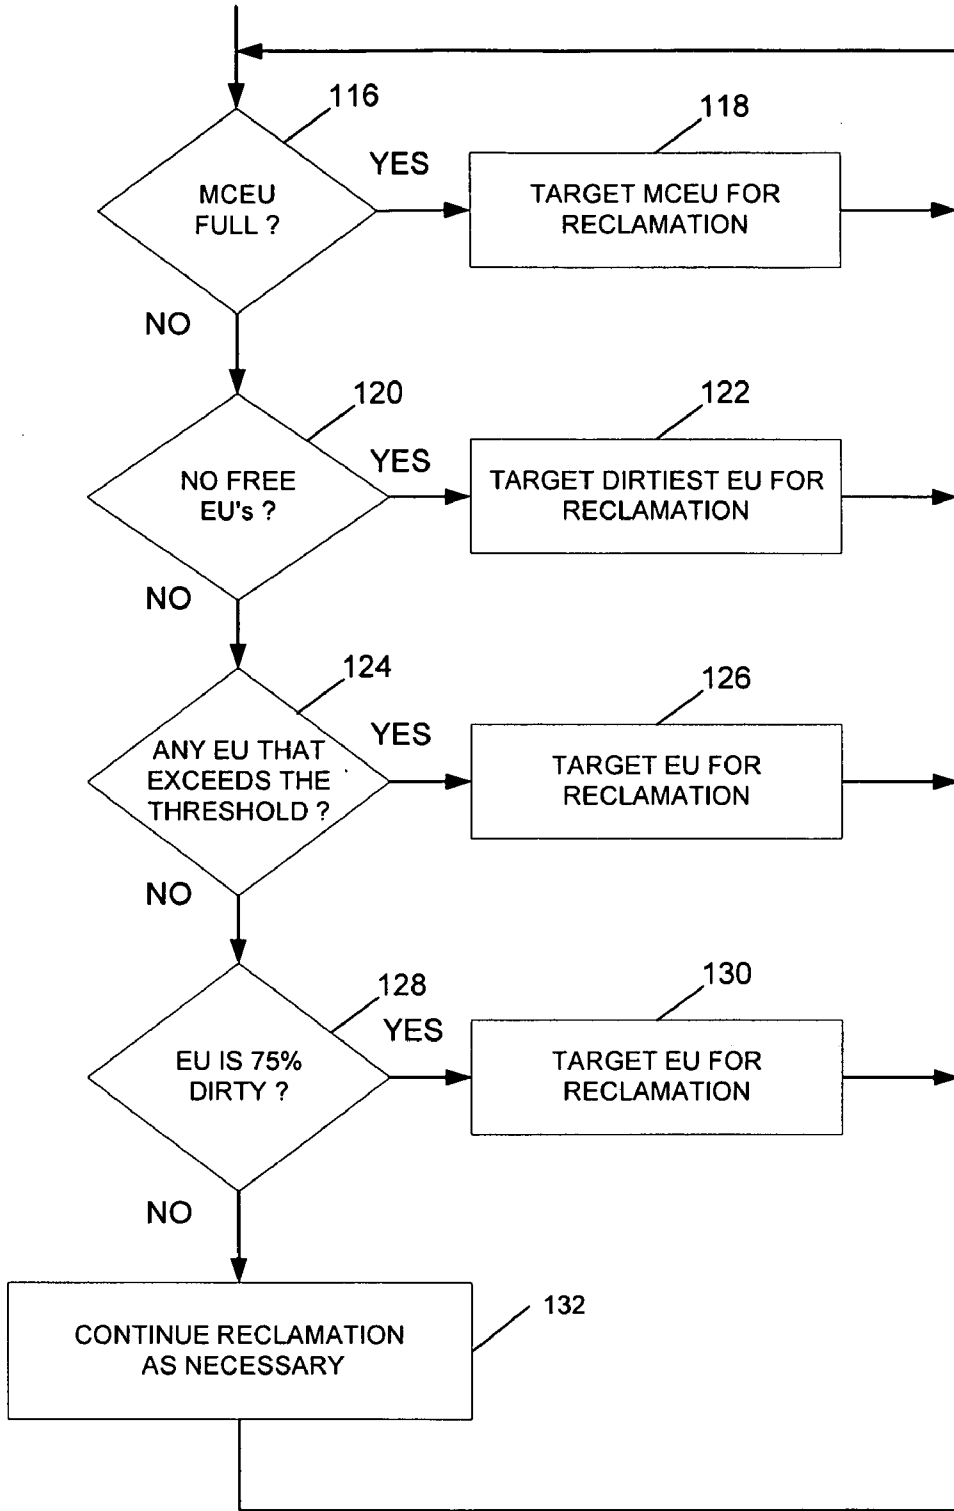 116
MCEU
FULL ?
YES
118
TARGET MCEU FOR
RECLAMATION
NO
120
NO FREE
EU's ?
YES
122
TARGET DIRTIEST EU FOR
RECLAMATION
NO
124
ANY EU THAT
EXCEEDS THE
THRESHOLD ?
YES
126
TARGET EU FOR
RECLAMATION
NO
128
EU IS 75%
DIRTY ?
YES
130
TARGET EU FOR
RECLAMATION
NO
132
CONTINUE RECLAMATION
AS NECESSARY